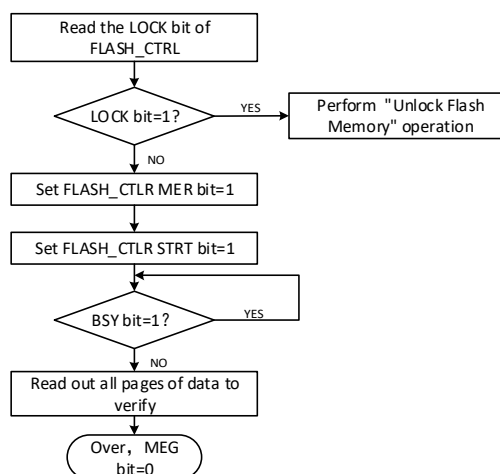 Read the LOCK bit of
FLASH_CTRL
LOCK bit=1?
YES
Perform "Unlock Flash
Memory" operation
NO
Set FLASH_CTLR MER bit=1
Set FLASH_CTLR STRT bit=1
BSY bit=1?
YES
NO
Read out all pages of data to
verify
Over, MEG
bit=0